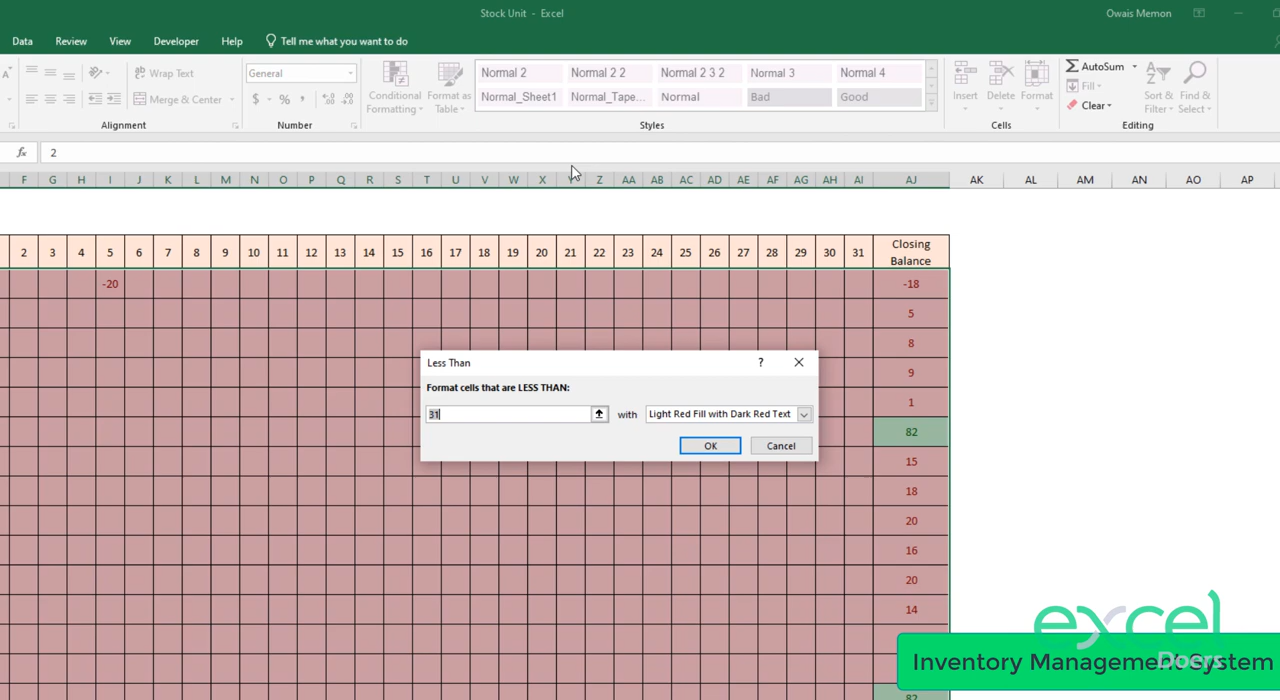 Stock Unit - Excel
Owais Memon
Data Review View Developer Help Tell me what you want to do
Wrap Text
General
Normal 2 Normal 2 2 Normal 2 3 2 Normal 3 Normal 4
AutoSum
Fill
Merge & Center
$ % ,
Conditional Formatting
Format as Table
Normal_Sheet1 Normal_Tape... Normal Bad Good
Insert Delete Format
Clear
Sort & Filter
Find & Select
Alignment Number Styles Cells Editing
fx 2
F G H I J K L M N O P Q R S T U V W X Y Z AA AB AC AD AE AF AG AH AI AJ AK AL AM AN AO AP
2 3 4 5 6 7 8 9 10 11 12 13 14 15 16 17 18 19 20 21 22 23 24 25 26 27 28 29 30 31 Closing Balance
-20 -18
5
8
Less Than ? ×
9
Format cells that are LESS THAN:
1
31 with Light Red Fill with Dark Red Text
82
OK Cancel
15
18
20
16
20
14
excel
Doers
Inventory Management System
82